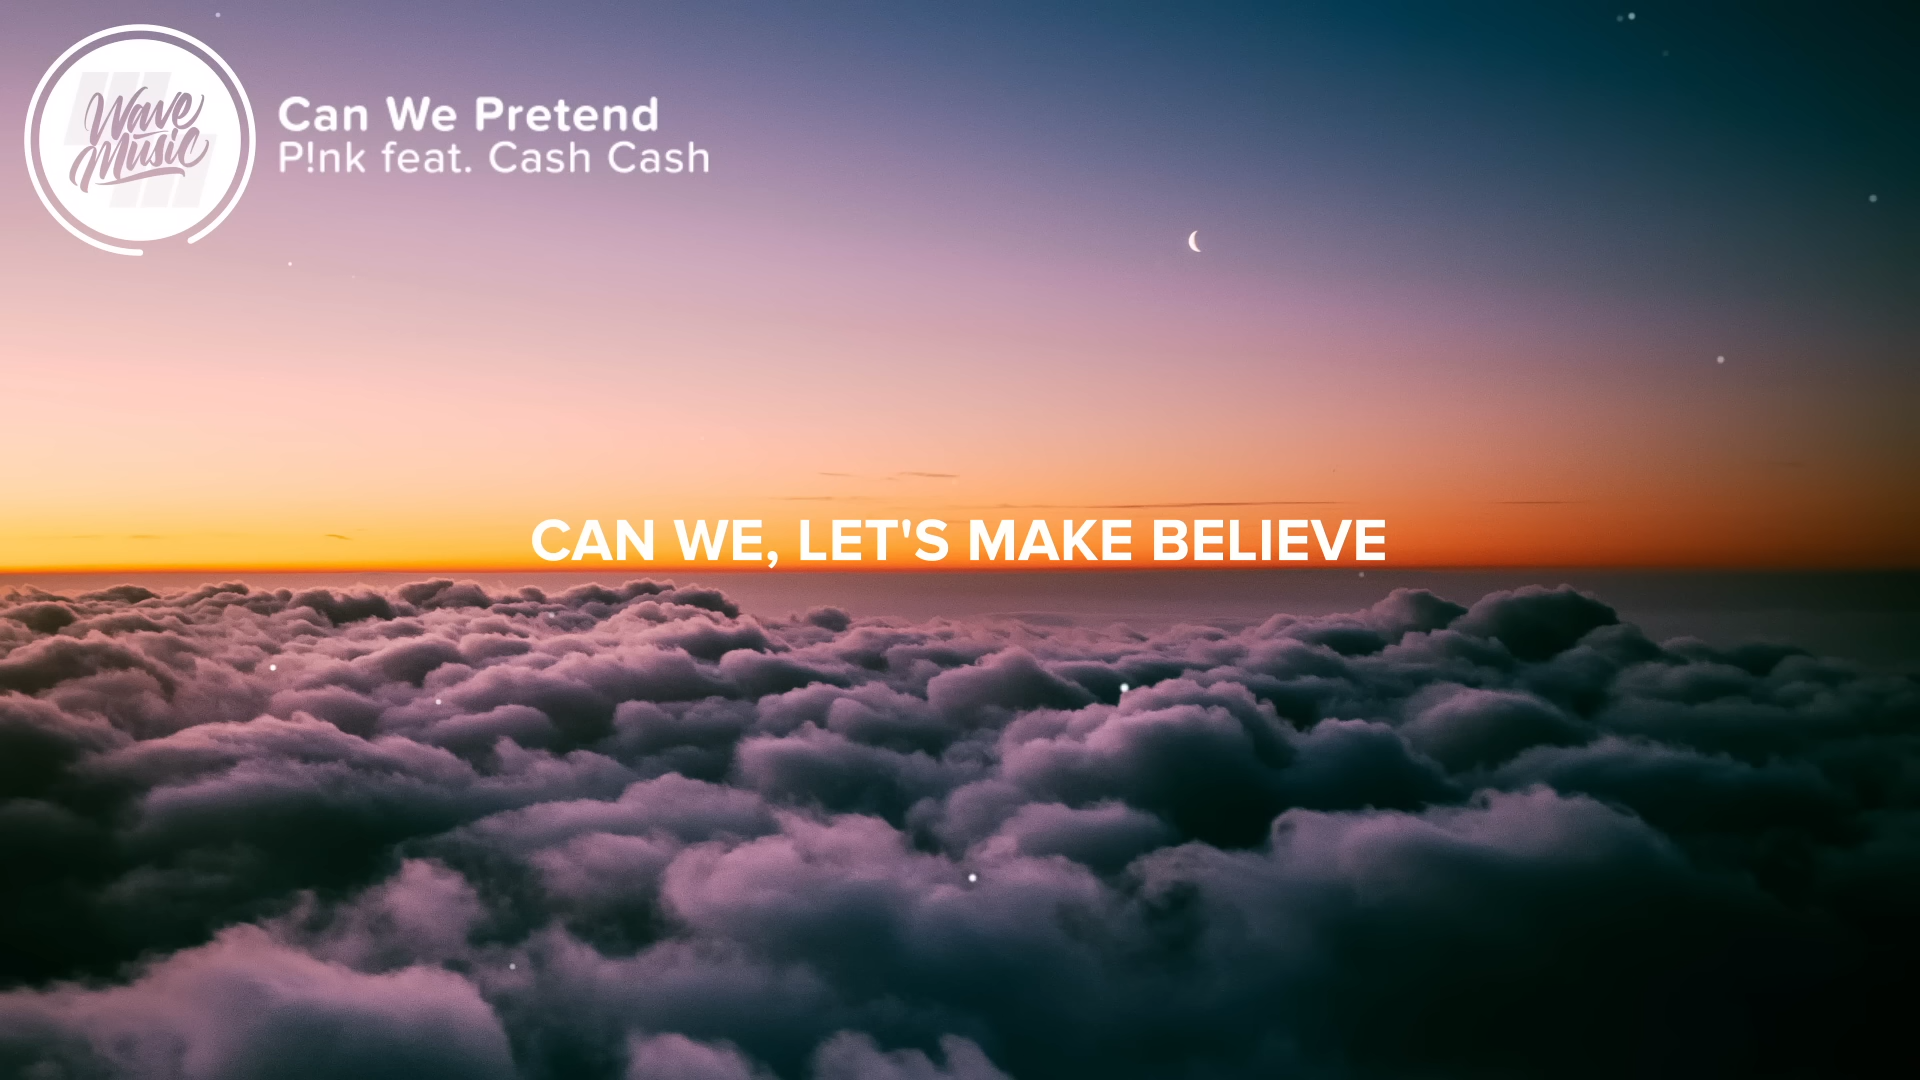 Wave
Music
Can We Pretend
P!nk feat. Cash Cash
CAN WE, LET'S MAKE BELIEVE